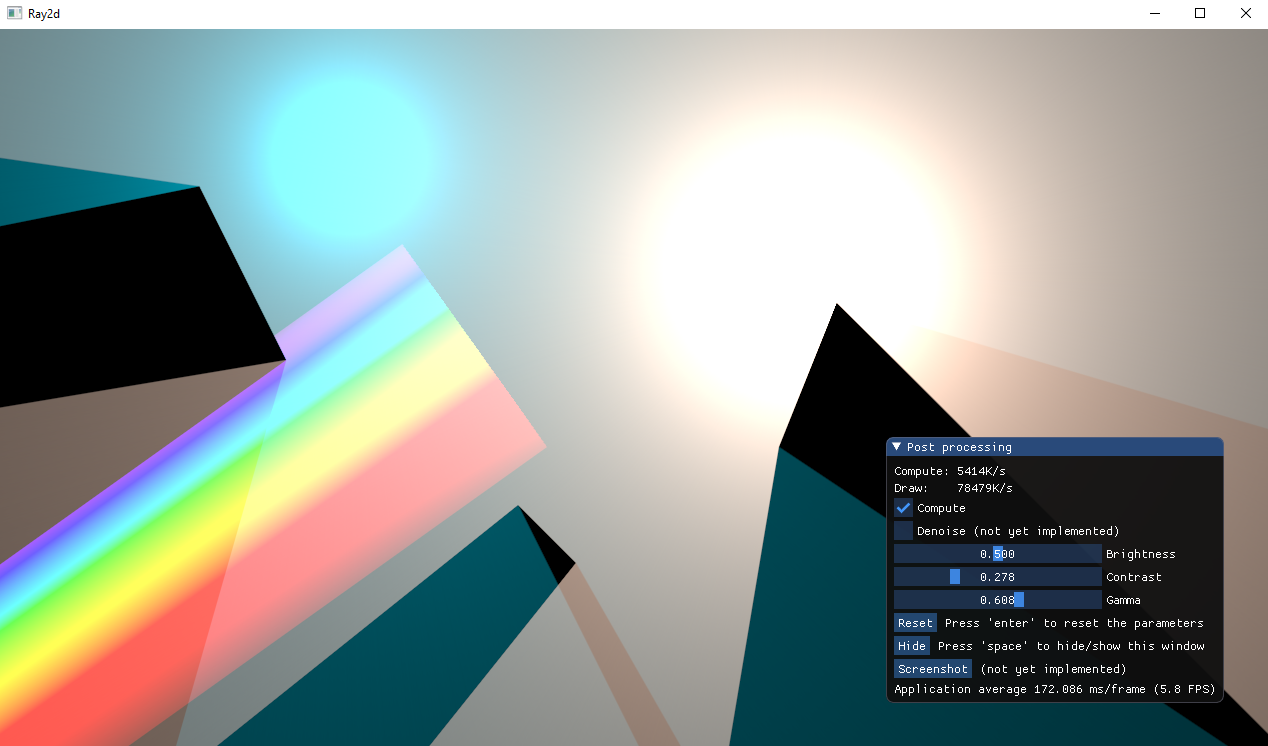 Ray2d
Post processing
Compute: 5414K/s
Draw: 78479K/s
Compute
Denoise (not yet implemented)
0.500 Brightness
0.278 Contrast
0.608 Gamma
Reset Press 'enter' to reset the parameters
Hide Press 'space' to hide/show this window
Screenshot (not yet implemented)
Application average 172.086 ms/frame (5.8 FPS)